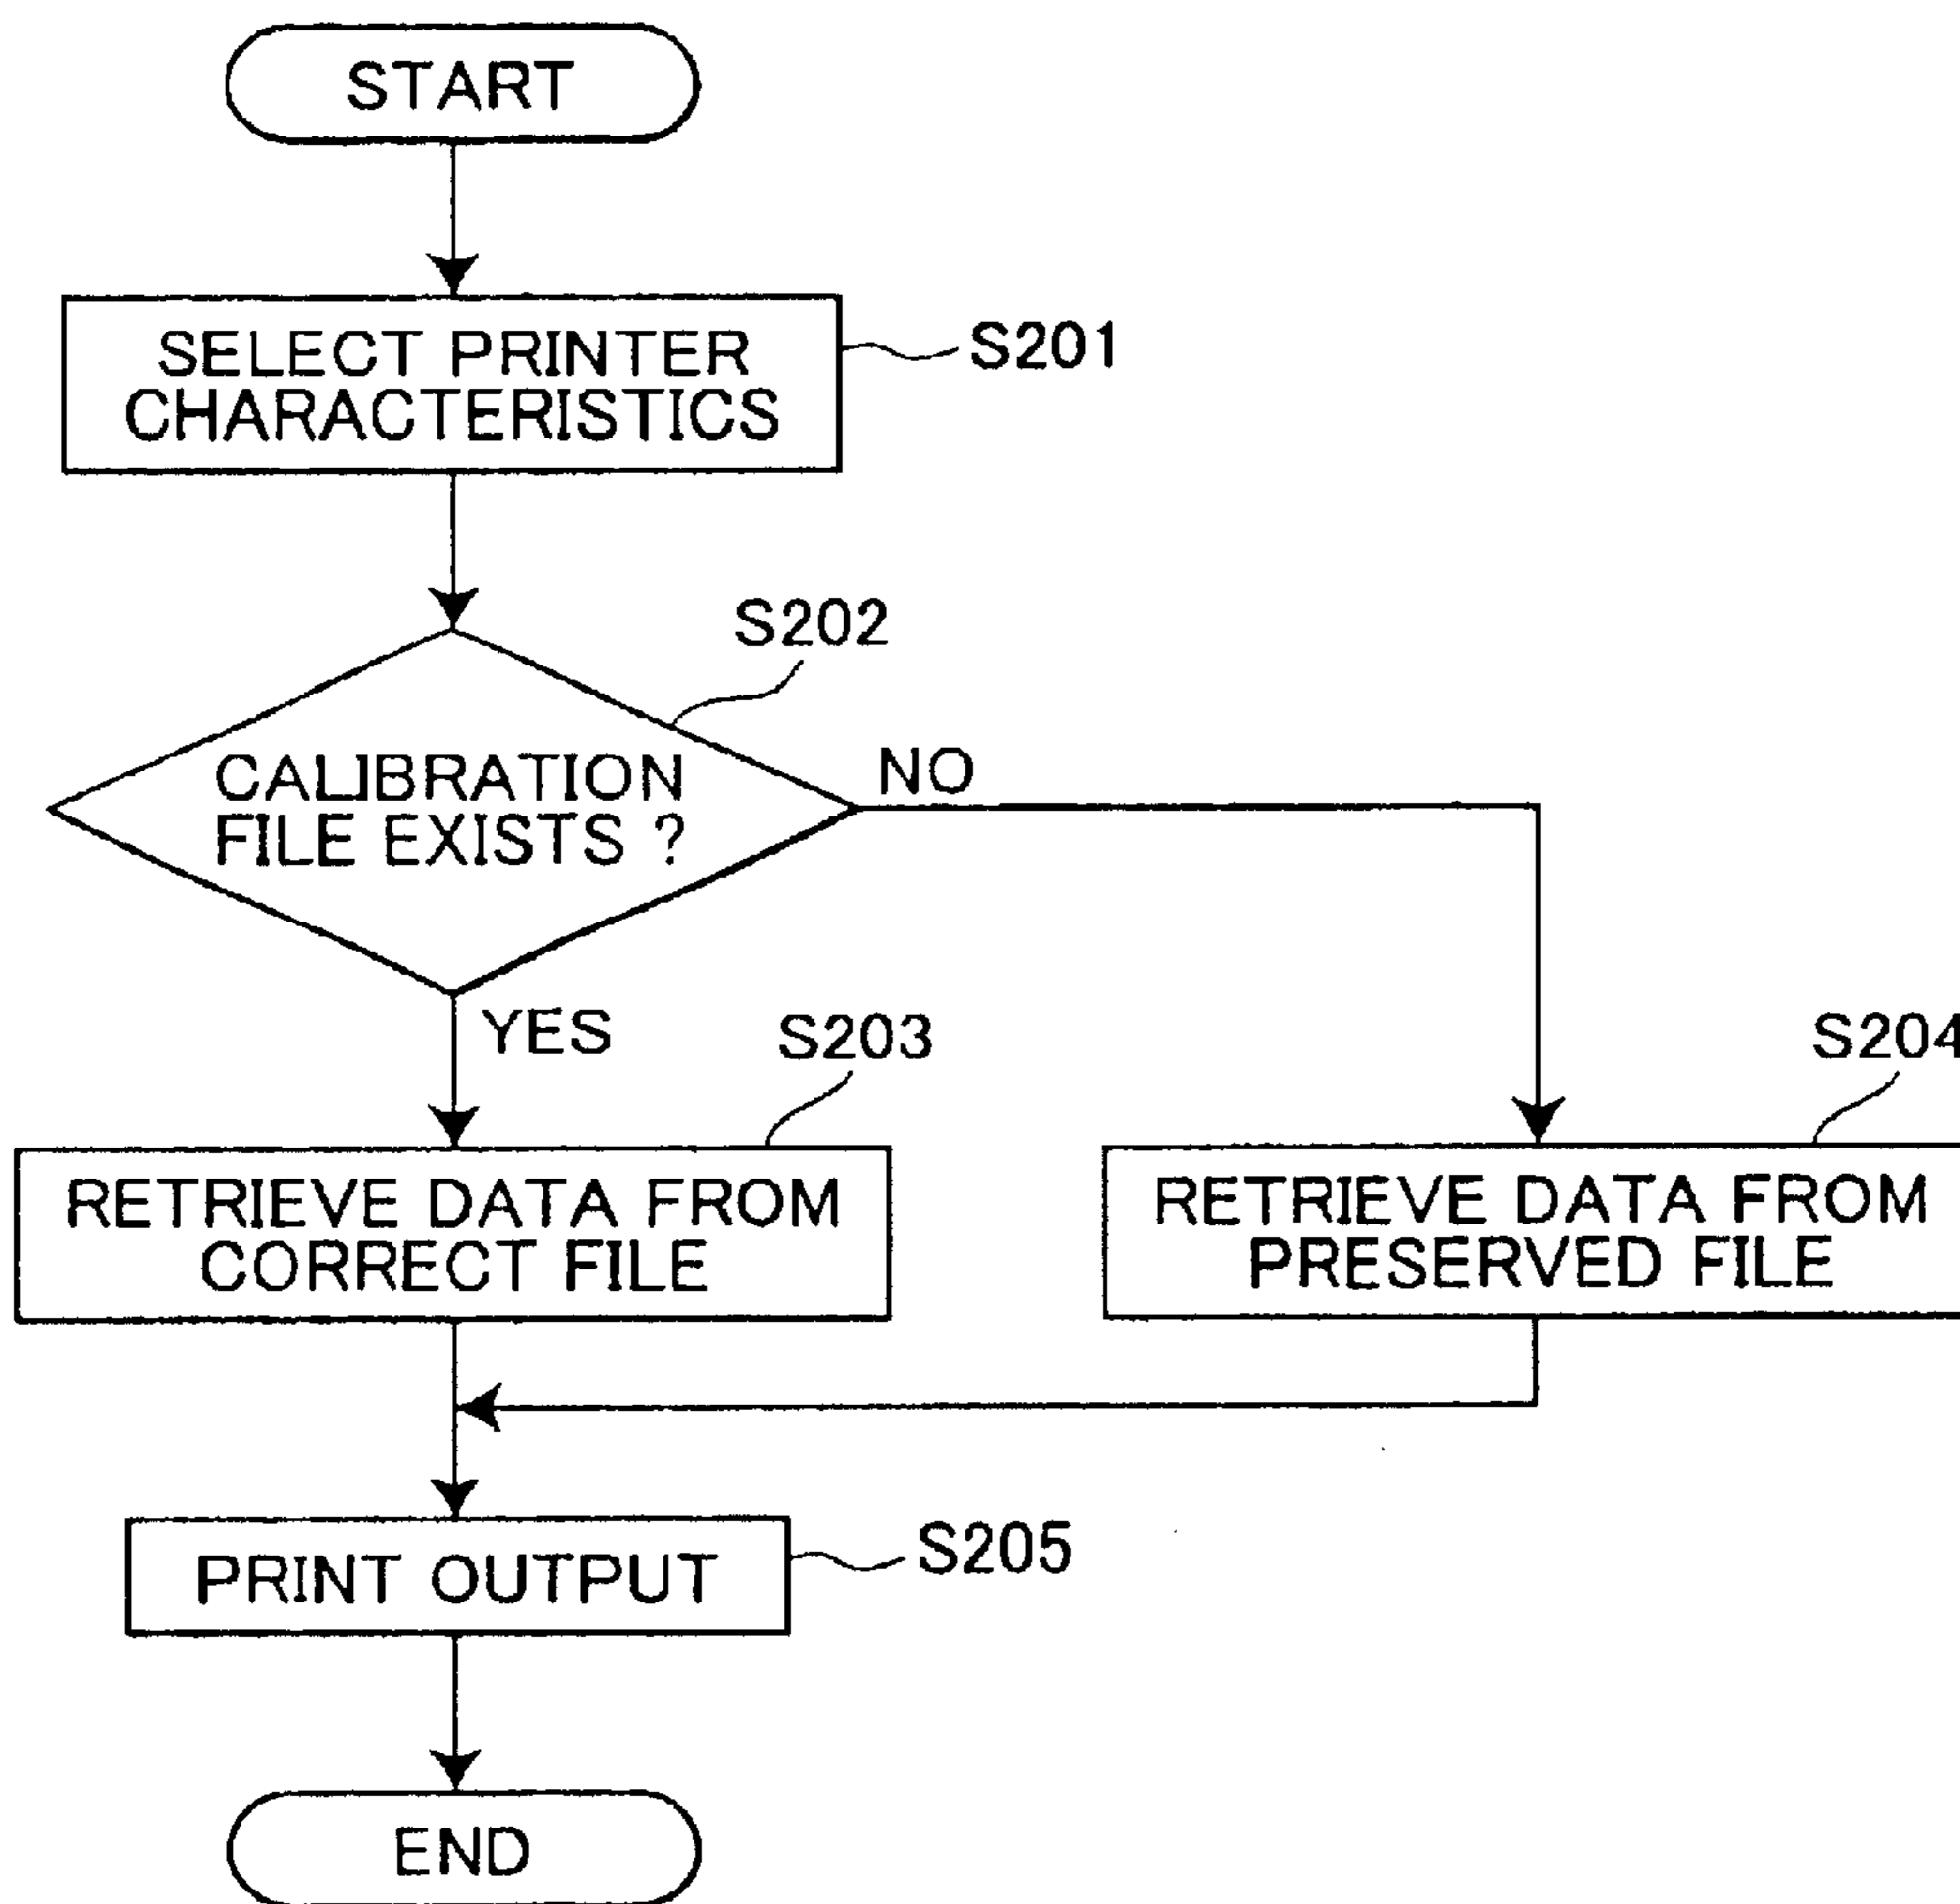 START
SELECT PRINTER
CHARACTERISTICS
S201
S202
CALIBRATION
FILE EXISTS ?
NO
YES
S203
S204
RETRIEVE DATA FROM
CORRECT FILE
RETRIEVE DATA FROM
PRESERVED FILE
PRINT OUTPUT
S205
END